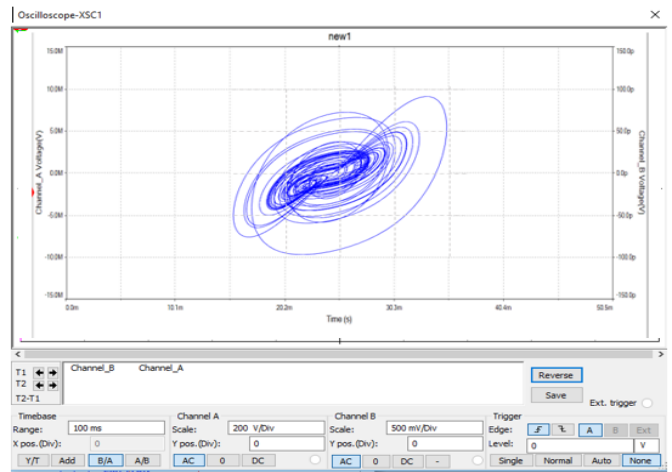 Oscilloscope-XSC1
new1
15.0M
10.0M
5.0M
0.0M
-5.0M
-10.0M
-15.0M
Channel_A Voltage(V)
150.0p
100.0p
50.0p
0.0p
-50.0p
-100.0p
-150.0p
Channel_B Voltage(V)
0.0m 10.1m 20.2m 30.3m 40.4m 50.5m
Time (s)
T1
T2
T2-T1
Channel_B Channel_A
Reverse
Save
Ext. trigger
Timebase
Range: 100 ms
X pos.(Div): 0
Y/T Add B/A A/B
Channel A
Scale: 200 V/Div
Y pos.(Div): 0
AC 0 DC
Channel B
Scale: 500 mV/Div
Y pos.(Div): 0
AC 0 DC -
Trigger
Edge: A B Ext
Level: 0 V
Single Normal Auto None